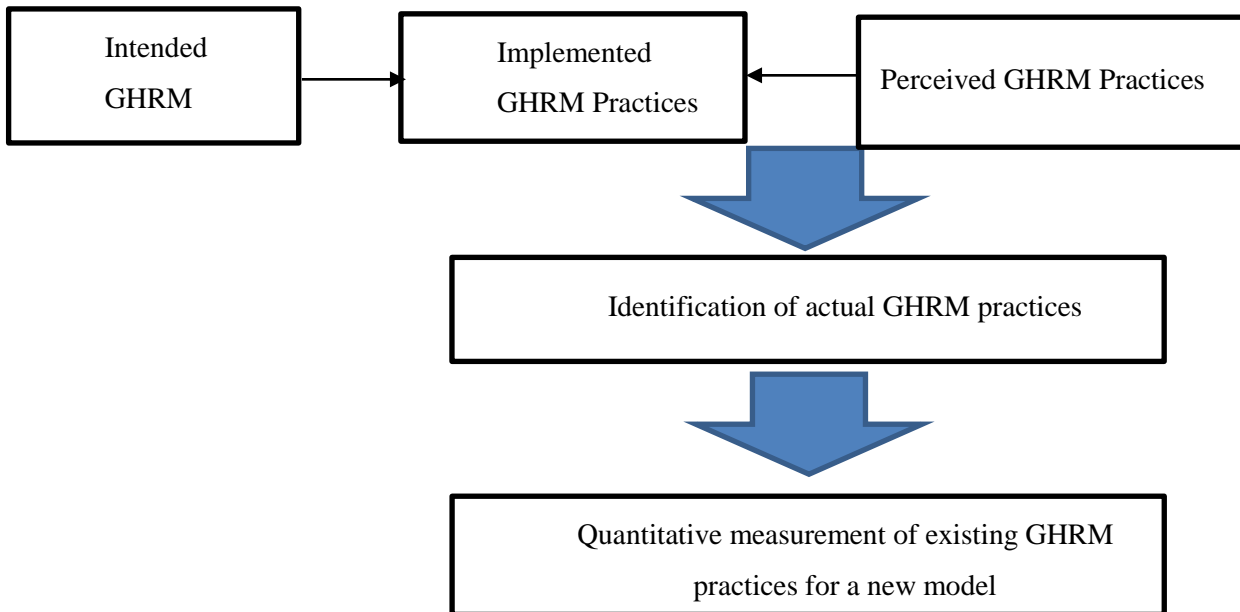 Intended
GHRM
Implemented
GHRM Practices
Perceived GHRM Practices
Identification of actual GHRM practices
Quantitative measurement of existing GHRM
practices for a new model